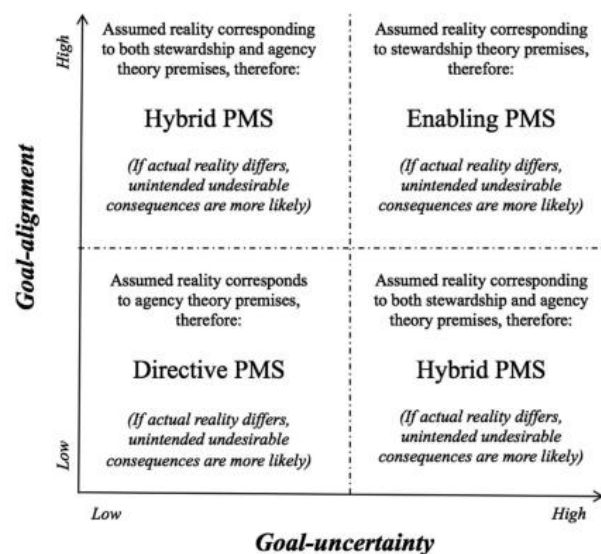 High
Goal-alignment
Low
Assumed reality corresponding
to both stewardship and agency
theory premises, therefore:
Hybrid PMS
(If actual reality differs,
unintended undesirable
consequences are more likely)
Assumed reality corresponding
to stewardship theory premises,
therefore:
Enabling PMS
(If actual reality differs,
unintended undesirable
consequences are more likely)
Assumed reality corresponds
to agency theory premises,
therefore:
Directive PMS
(If actual reality differs,
unintended undesirable
consequences are more likely)
Assumed reality corresponding
to both stewardship and agency
theory premises, therefore:
Hybrid PMS
(If actual reality differs,
unintended undesirable
consequences are more likely)
Low
High
Goal-uncertainty